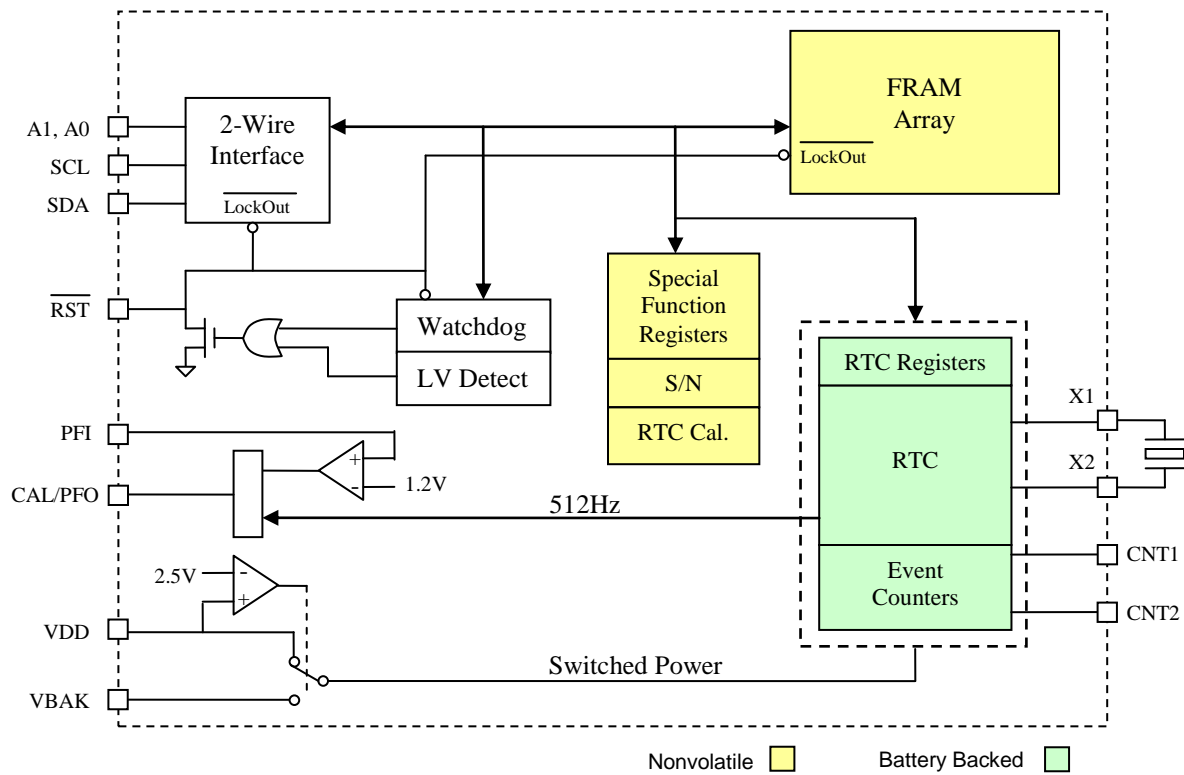 A1, A0
SCL
SDA
RST
PFI
CAL/PFO
VDD
VBAK
2-Wire
Interface
LockOut
FRAM
Array
LockOut
Watchdog
LV Detect
Special
Function
Registers
S/N
RTC Cal.
RTC Registers
RTC
Event
Counters
X1
X2
CNT1
CNT2
+
-
1.2V
512Hz
2.5V
-
+
Switched Power
Nonvolatile
Battery Backed